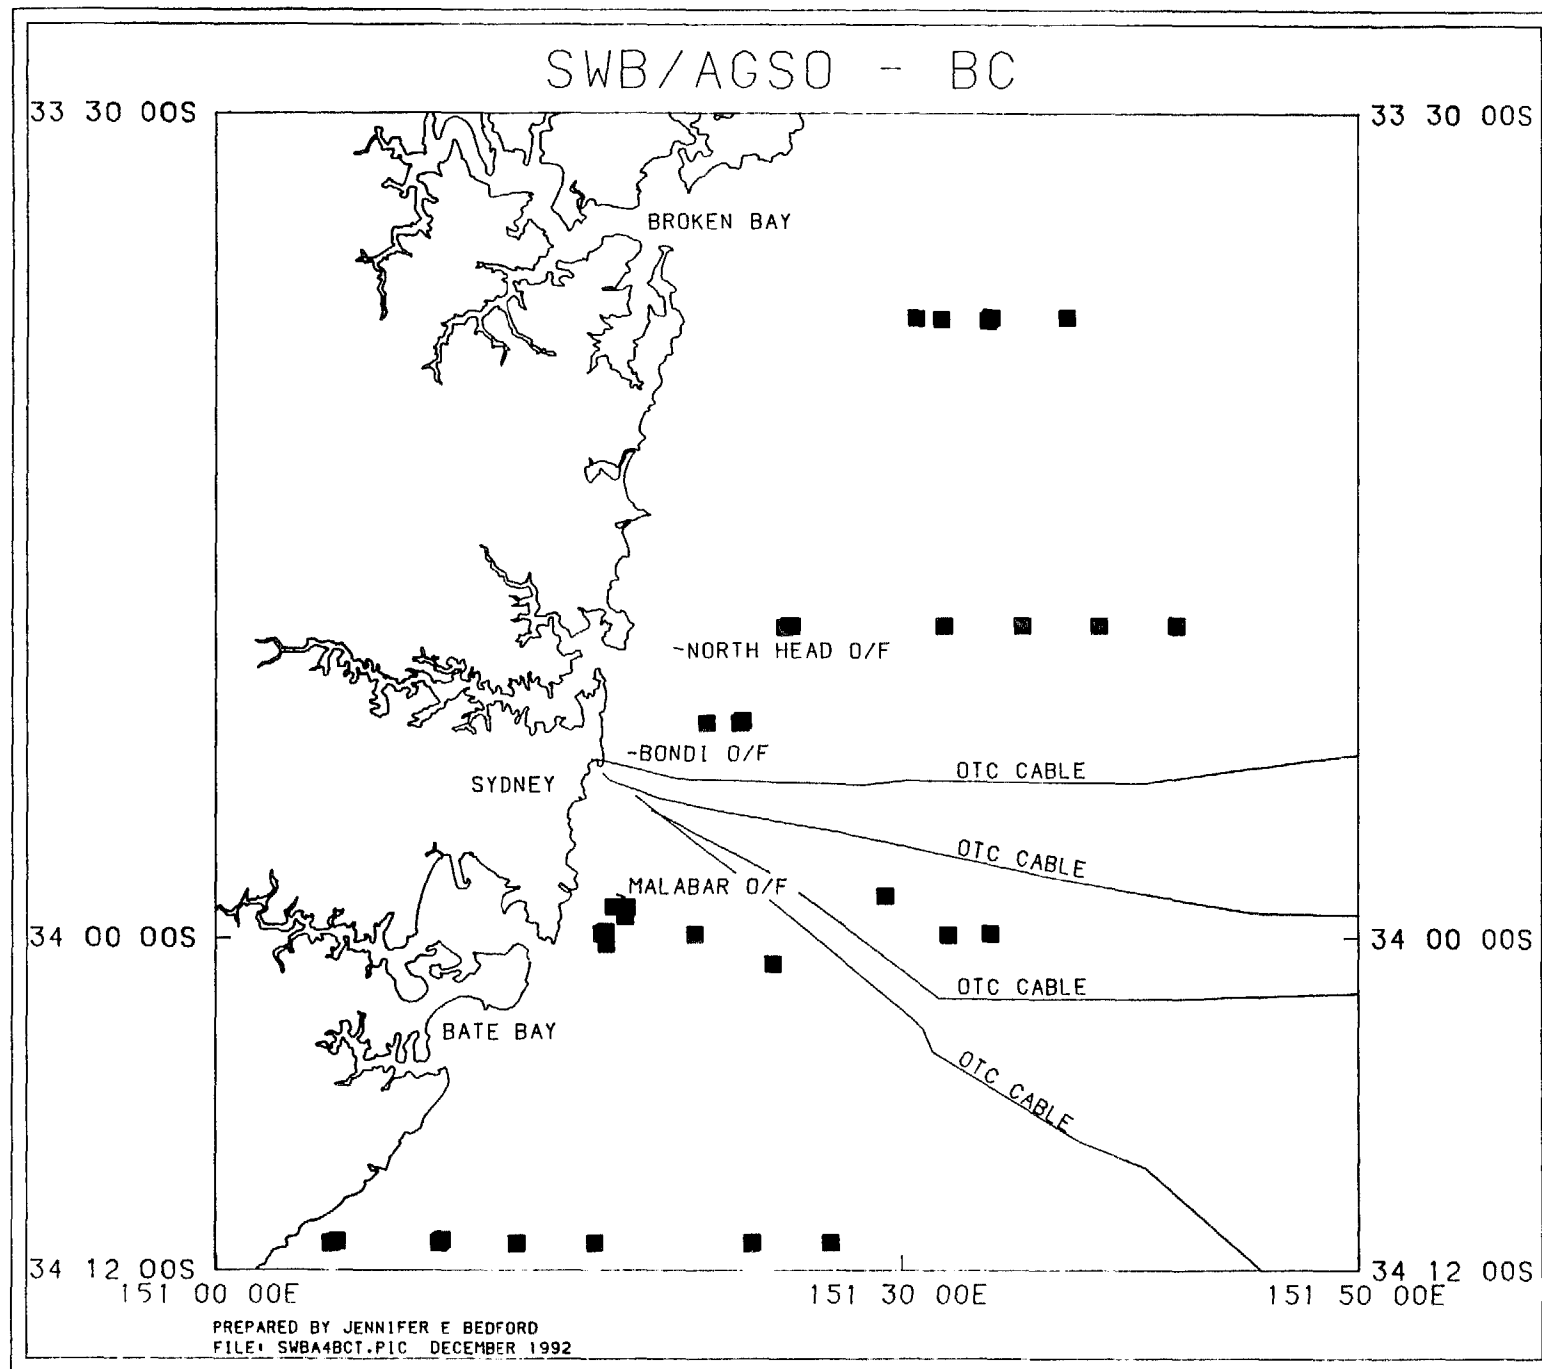 SWB/AGSO - BC
33 30 00S
33 30 00S
BROKEN BAY
-NORTH HEAD O/F
-BONDI O/F
SYDNEY
OTC CABLE
OTC CABLE
MALABAR O/F
34 00 00S
34 00 00S
OTC CABLE
BATE BAY
OTC CABLE
34 12 00S
34 12 00S
151 00 00E
151 30 00E
151 50 00E
PREPARED BY JENNIFER E BEDFORD
FILE: SWBA4BCT.PIC DECEMBER 1992